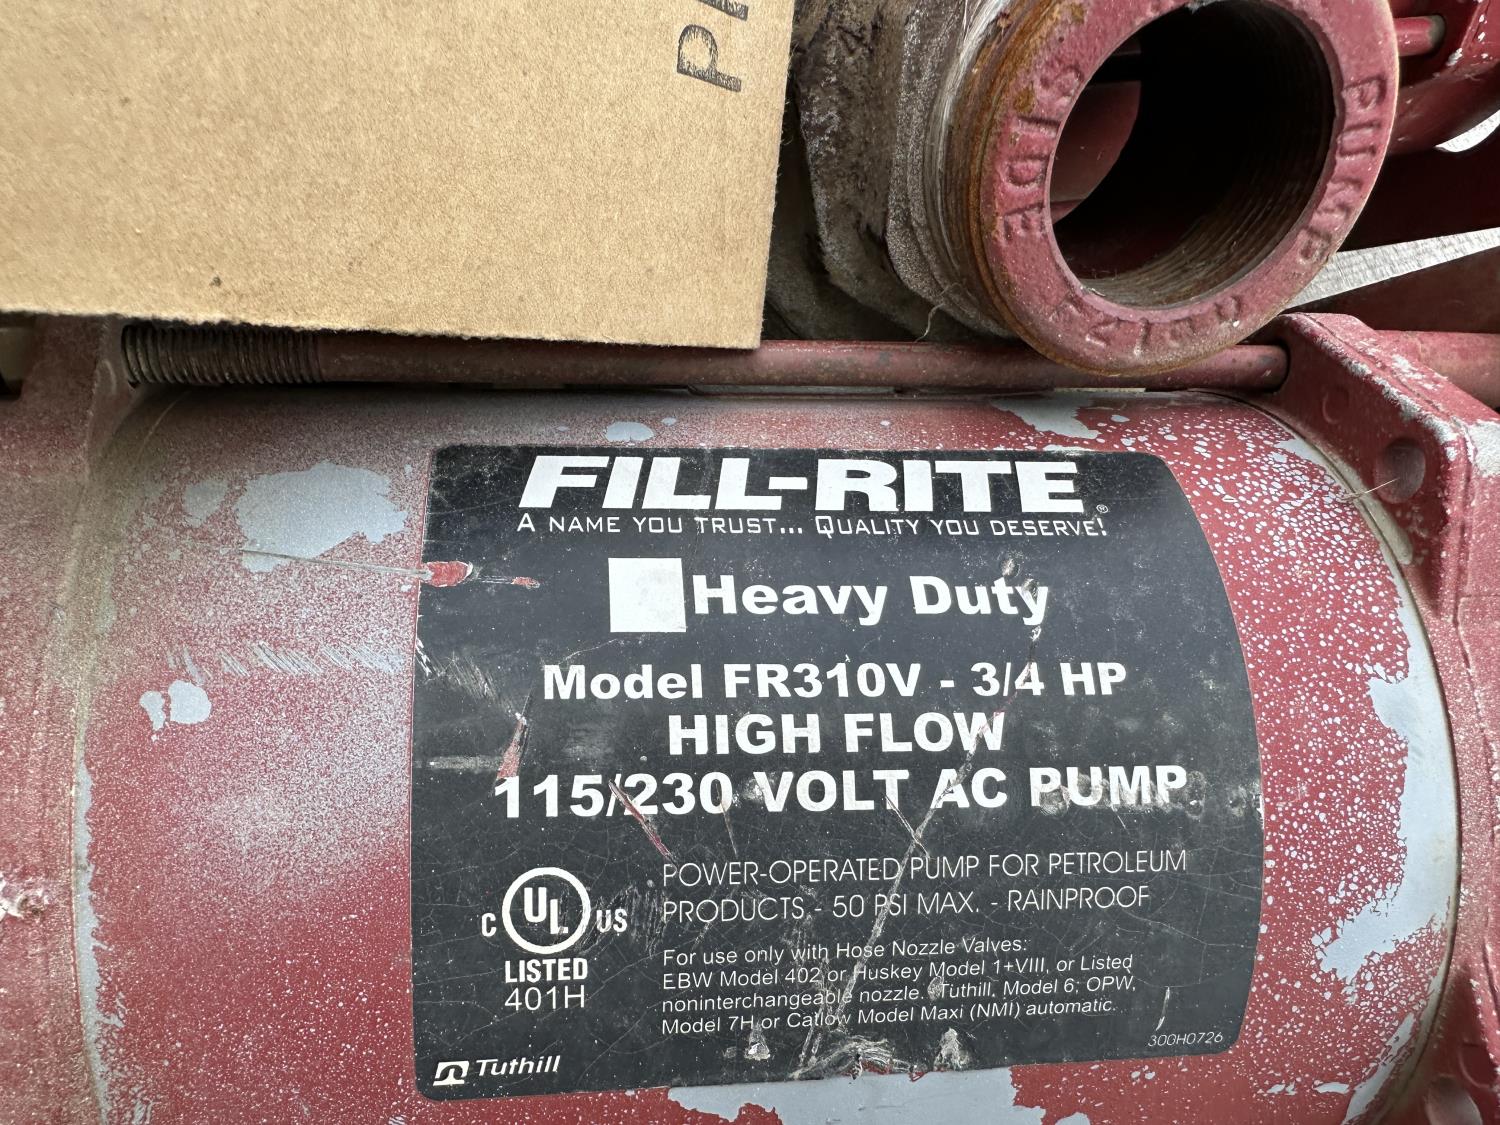 PUMP
SIDE
FILL-RITE®
A NAME YOU TRUST... QUALITY YOU DESERVE!
Heavy Duty
Model FR310V - 3/4 HP
HIGH FLOW
115/230 VOLT AC PUMP
POWER-OPERATED PUMP FOR PETROLEUM
PRODUCTS - 50 PSI MAX. - RAINPROOF
C UL US
LISTED
401H
For use only with Hose Nozzle Valves:
EBW Model 402 or Huskey Model 1+VIII, or Listed
noninterchangeable nozzle. Tuthill, Model 6; OPW,
Model 7H or Catlow Model Maxi (NMI) automatic.
300H0726
Tuthill